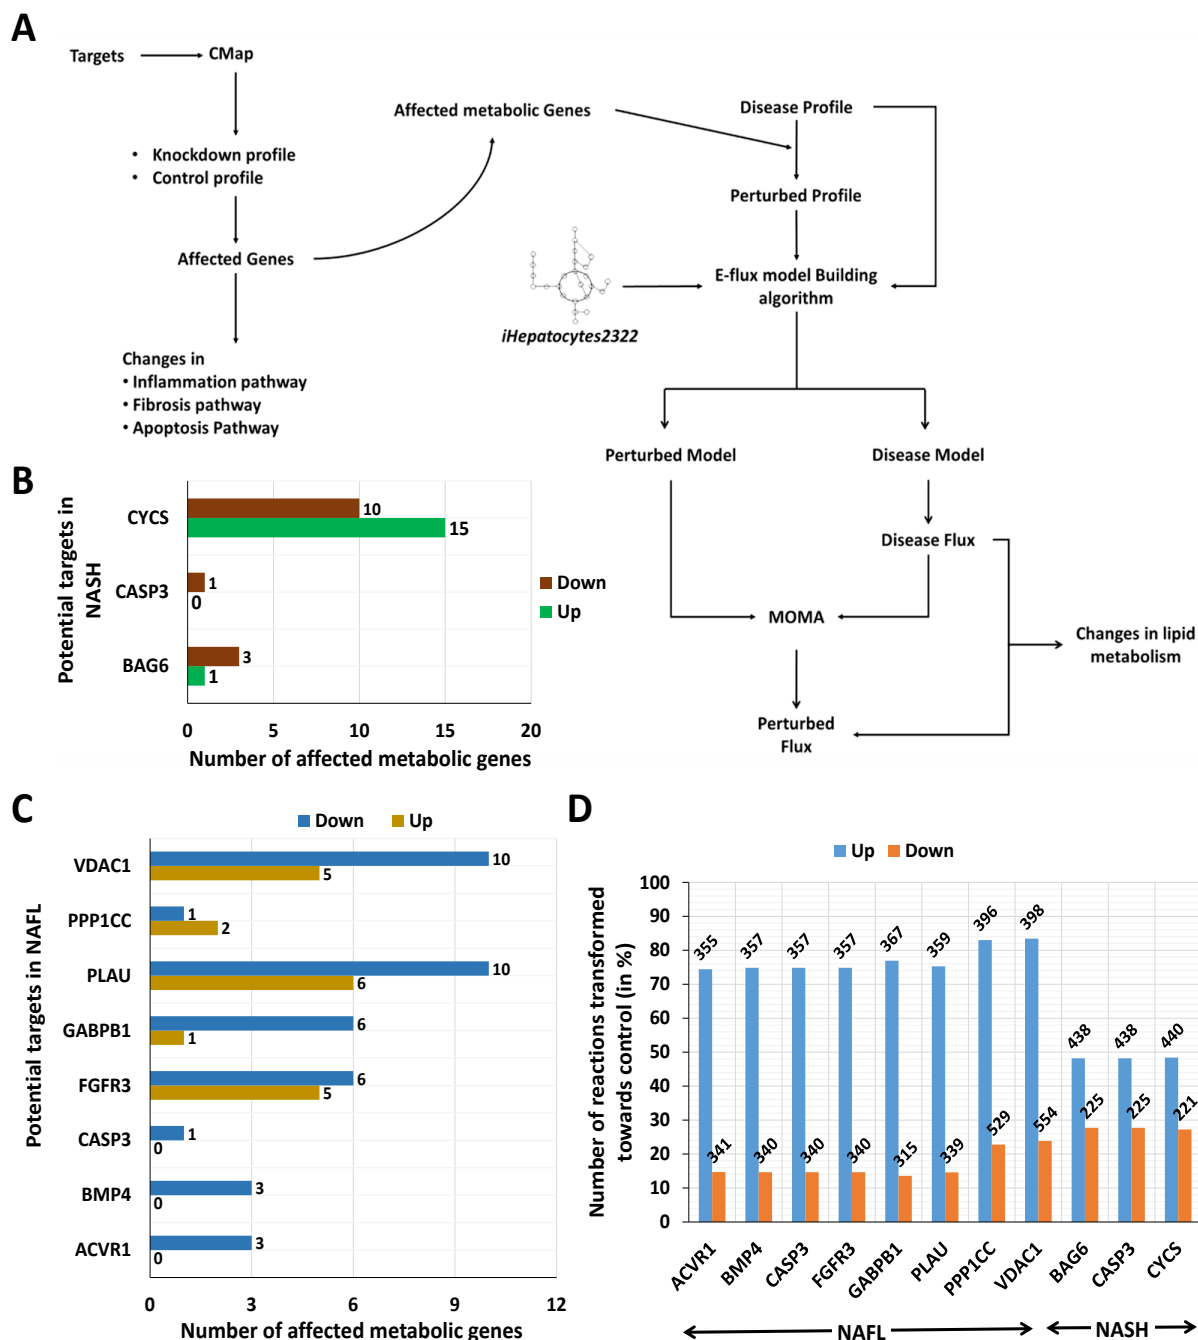 A
Targets
CMap
• Knockdown profile
• Control profile
Affected Genes
Changes in
• Inflammation pathway
• Fibrosis pathway
• Apoptosis Pathway
Affected metabolic Genes
Disease Profile
Perturbed Profile
iHepatocytes2322
E-flux model Building
algorithm
Perturbed Model
Disease Model
Disease Flux
MOMA
Perturbed
Flux
Changes in lipid
metabolism
B
Potential targets in
NASH
CYCS
10
15
CASP3
1
0
BAG6
3
1
Down
Up
0 5 10 15 20
Number of affected metabolic genes
C
Down Up
Potential targets in NAFL
VDAC1
10
5
PPP1CC
1
2
PLAU
10
6
GABPB1
6
1
FGFR3
6
5
CASP3
1
0
BMP4
3
0
ACVR1
3
0
0 3 6 9 12
Number of affected metabolic genes
D
Up Down
Number of reactions transformed
towards control (in %)
100
90
80
70
60
50
40
30
20
10
0
355 357 357 357 367 359 396 398 438 438 440
341 340 340 340 315 339 529 554 225 225 221
ACVR1 BMP4 CASP3 FGFR3 GABPB1 PLAU PPP1CC VDAC1 BAG6 CASP3 CYCS
NAFL NASH